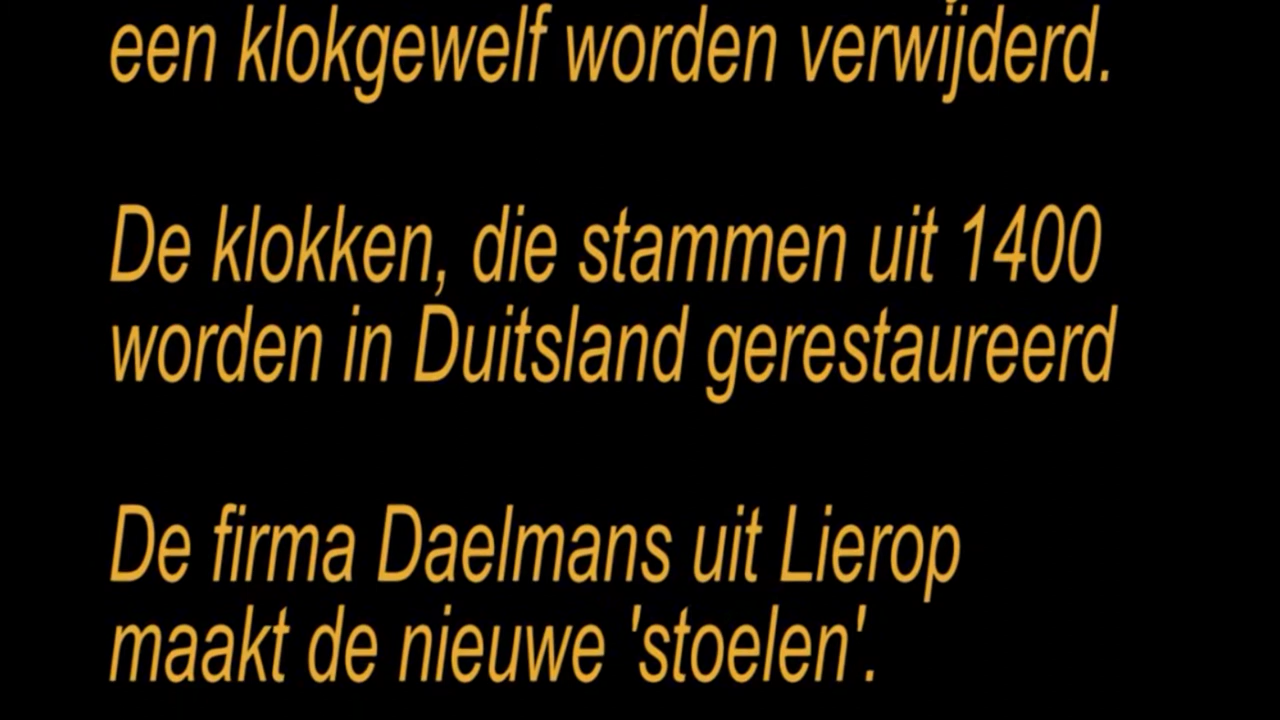 een klokgewelf worden verwijderd.
De klokken, die stammen uit 1400
worden in Duitsland gerestaureerd
De firma Daelmans uit Lierop
maakt de nieuwe 'stoelen'.